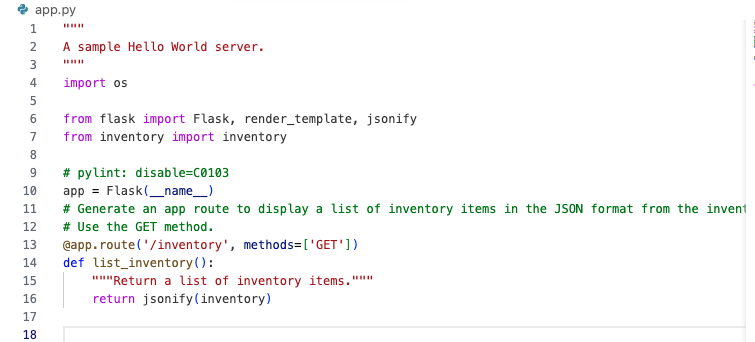 app.py
1 """
2 A sample Hello World server.
3 """
4 import os
5
6 from flask import Flask, render_template, jsonify
7 from inventory import inventory
8
9 # pylint: disable=C0103
10 app = Flask(__name__)
11 # Generate an app route to display a list of inventory items in the JSON format from the invent
12 # Use the GET method.
13 @app.route('/inventory', methods=['GET'])
14 def list_inventory():
15     """Return a list of inventory items."""
16     return jsonify(inventory)
17
18